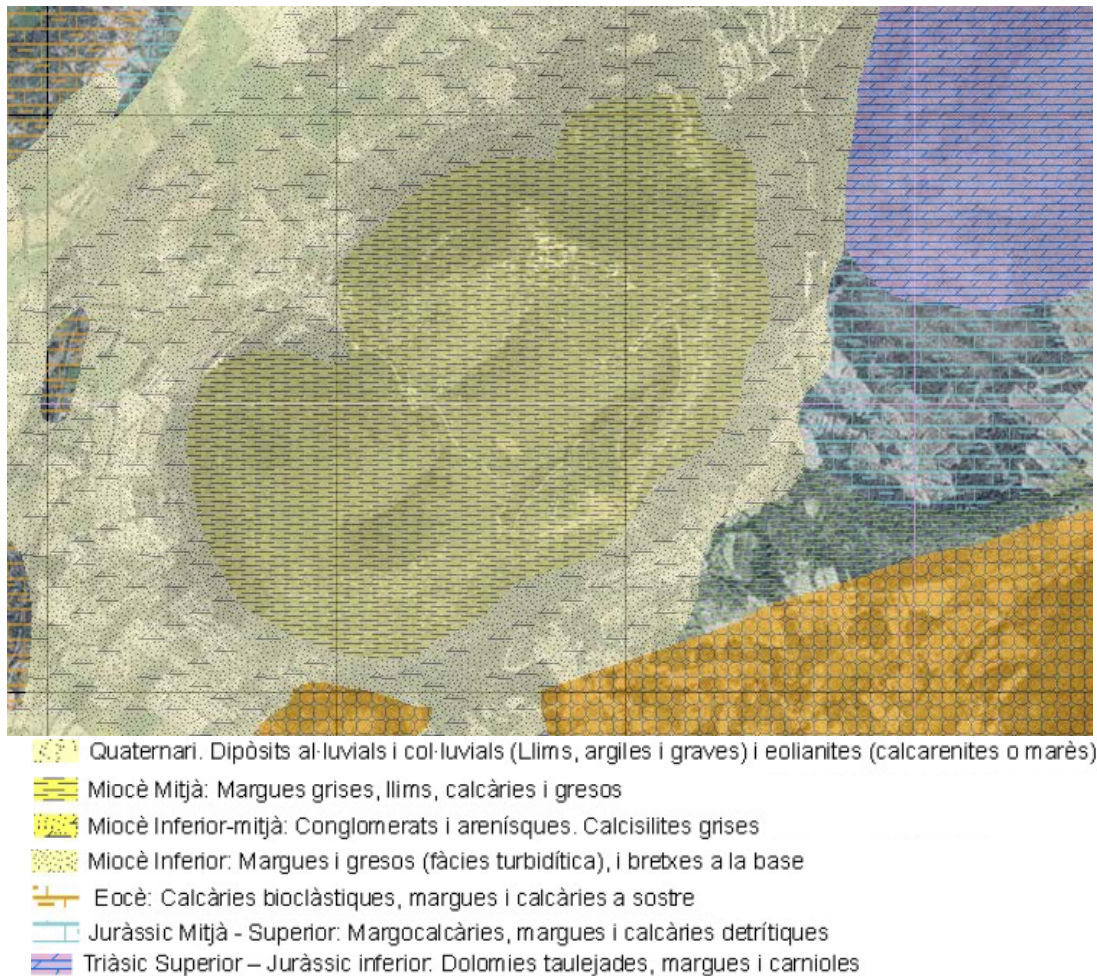 Quaternari. Dipòsits al·luvials i col·luvials (Llims, argiles i graves) i eolianites (calcarenites o marès)
Miocè Mitjà: Margues grises, llims, calcàries i gresos
Miocè Inferior-mitjà: Conglomerats i arenísques. Calcisilites grises
Miocè Inferior: Margues i gresos (fàcies turbidítica), i bretxes a la base
Eocè: Calcàries bioclàstiques, margues i calcàries a sostre
Juràssic Mitjà - Superior: Margocalcàries, margues i calcàries detrítiques
Triàsic Superior – Juràssic inferior: Dolomies taulejades, margues i carnioles